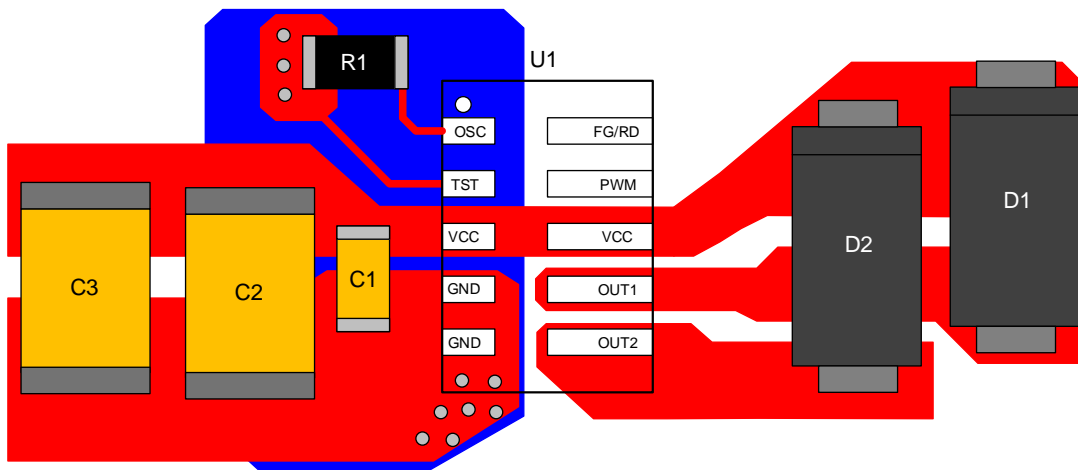 R1
U1
OSC
FG/RD
TST
PWM
VCC
VCC
GND
OUT1
GND
OUT2
C3
C2
C1
D2
D1